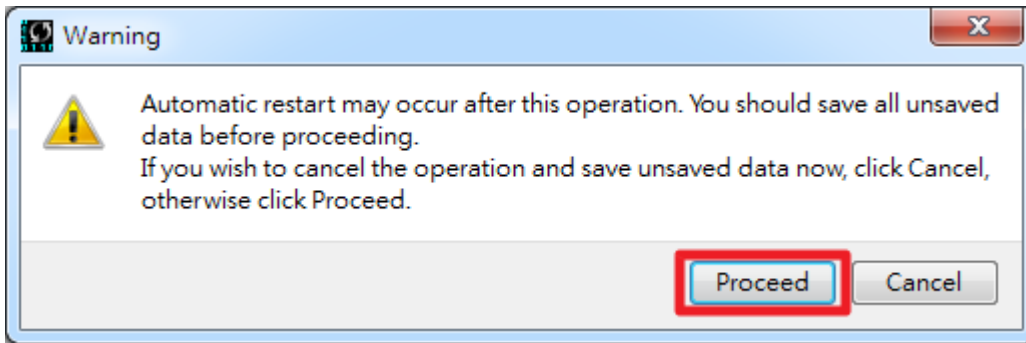 Warning
Automatic restart may occur after this operation. You should save all unsaved
data before proceeding.
If you wish to cancel the operation and save unsaved data now, click Cancel,
otherwise click Proceed.
Proceed Cancel